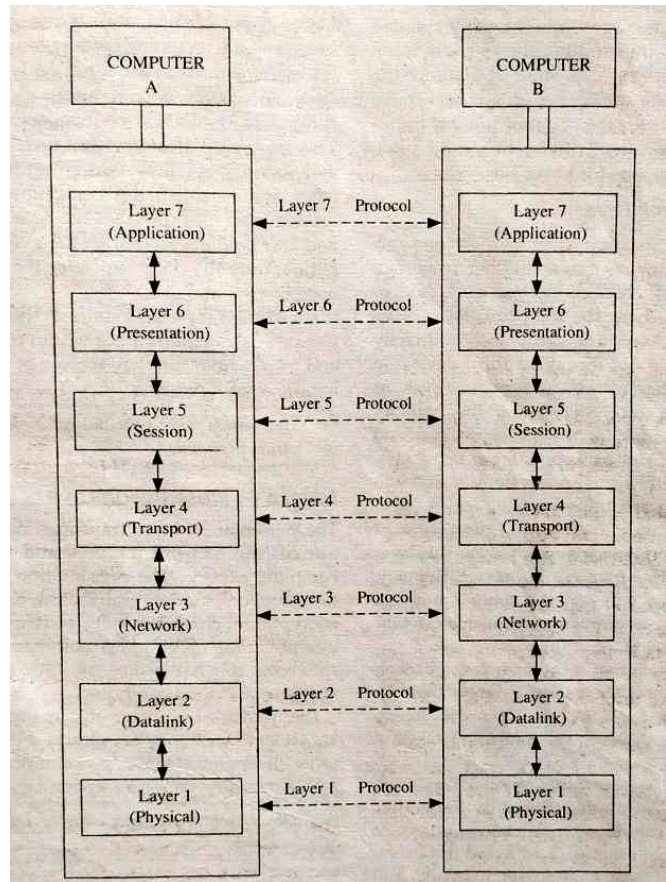 COMPUTER
A
COMPUTER
B
Layer 7
(Application)
Layer 7 Protocol
Layer 7
(Application)
Layer 6
(Presentation)
Layer 6 Protocol
Layer 6
(Presentation)
Layer 5
(Session)
Layer 5 Protocol
Layer 5
(Session)
Layer 4
(Transport)
Layer 4 Protocol
Layer 4
(Transport)
Layer 3
(Network)
Layer 3 Protocol
Layer 3
(Network)
Layer 2
(Datalink)
Layer 2 Protocol
Layer 2
(Datalink)
Layer 1
(Physical)
Layer 1 Protocol
Layer 1
(Physical)